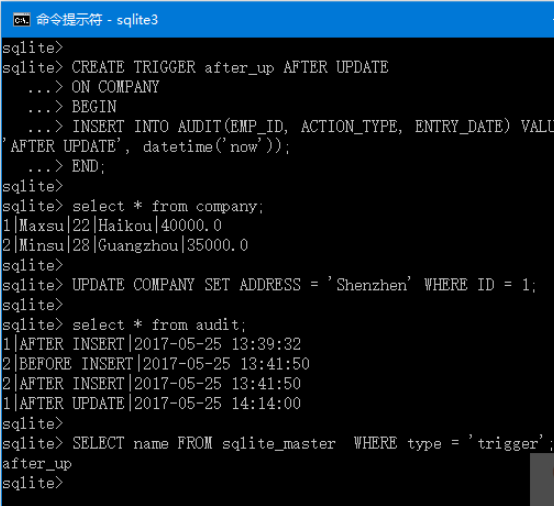 命令提示符 - sqlite3
sqlite>
sqlite> CREATE TRIGGER after_up AFTER UPDATE
...> ON COMPANY
...> BEGIN
...> INSERT INTO AUDIT(EMP_ID, ACTION_TYPE, ENTRY_DATE) VALU
'AFTER UPDATE', datetime('now'));
...> END;
sqlite>
sqlite> select * from company;
1|Maxsu|22|Haikou|40000.0
2|Minsu|28|Guangzhou|35000.0
sqlite>
sqlite> UPDATE COMPANY SET ADDRESS = 'Shenzhen' WHERE ID = 1;
sqlite>
sqlite> select * from audit;
1|AFTER INSERT|2017-05-25 13:39:32
2|BEFORE INSERT|2017-05-25 13:41:50
2|AFTER INSERT|2017-05-25 13:41:50
1|AFTER UPDATE|2017-05-25 14:14:00
sqlite>
sqlite> SELECT name FROM sqlite_master  WHERE type = 'trigger';
after_up
sqlite>